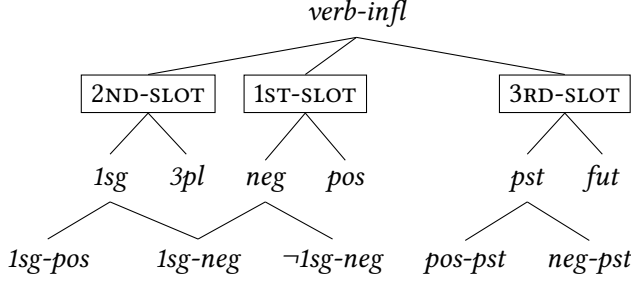 verb-infl
2ND-SLOT 1ST-SLOT 3RD-SLOT
1sg 3pl neg pos pst fut
1sg-pos 1sg-neg ¬1sg-neg pos-pst neg-pst